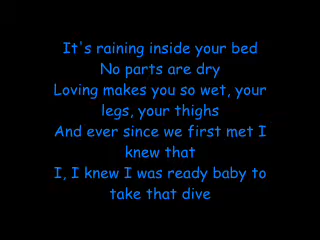 It's raining inside your bed
No parts are dry
Loving makes you so wet, your
legs, your thighs
And ever since we first met I
knew that
I, I knew I was ready baby to
take that dive